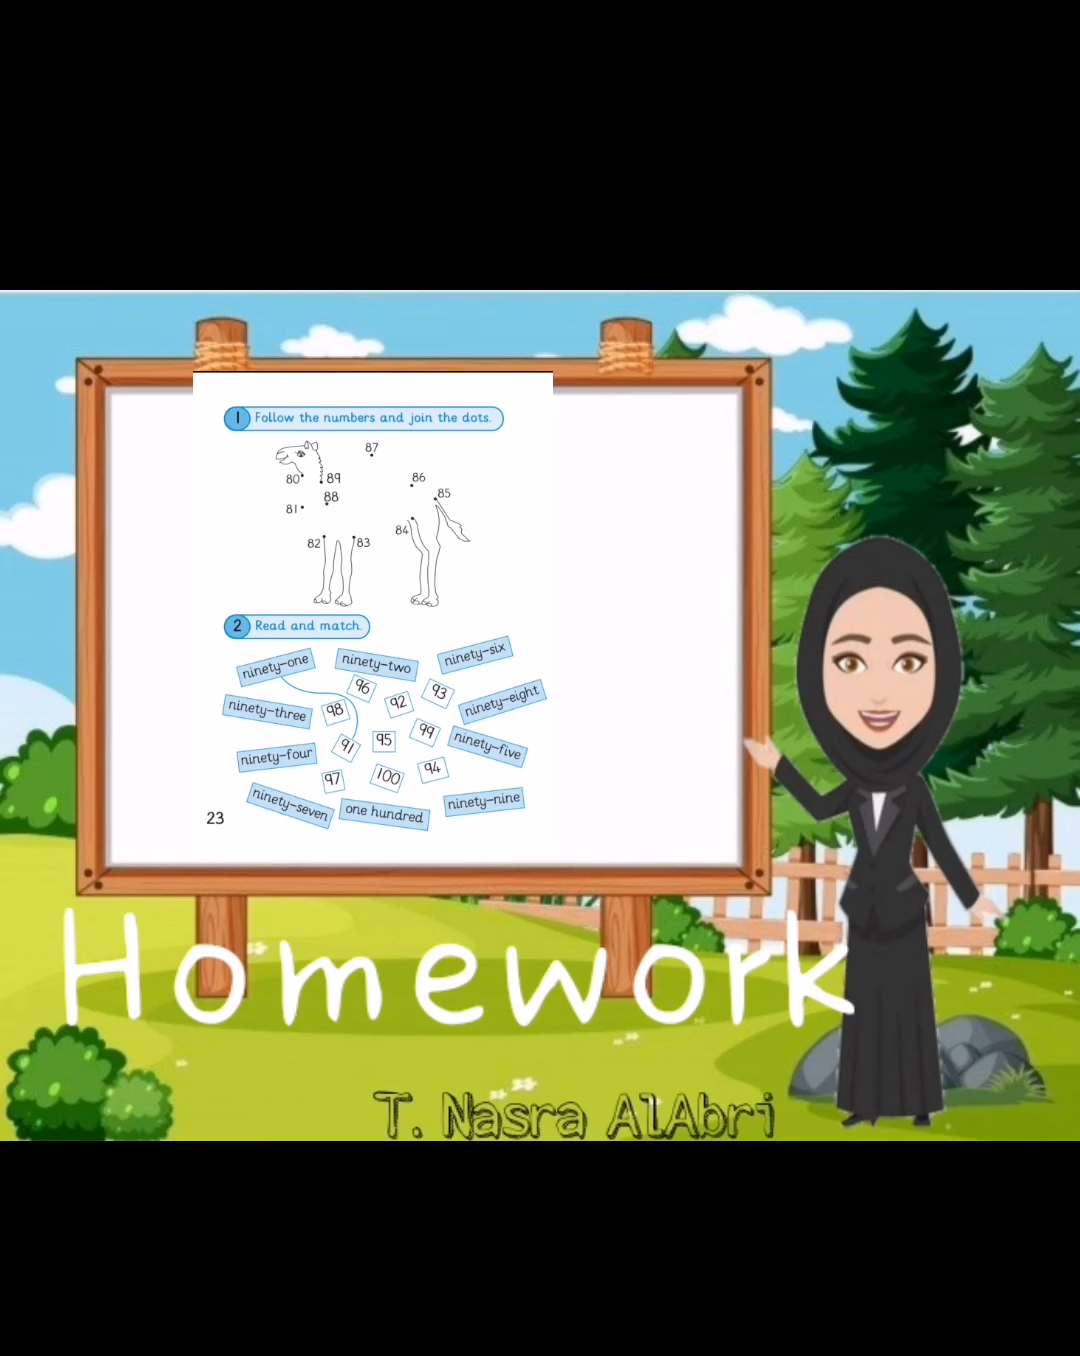 1 Follow the numbers and join the dots.
87
80 89
86
88
85
81
84
82 83
2 Read and match.
ninety-one ninety-two ninety-six
96 92 93
ninety-three 98 ninety-eight
91 95 99 ninety-five
ninety-four
97 100 94
ninety-seven one hundred ninety-nine
23
Homework
T. Nasra AlAbri